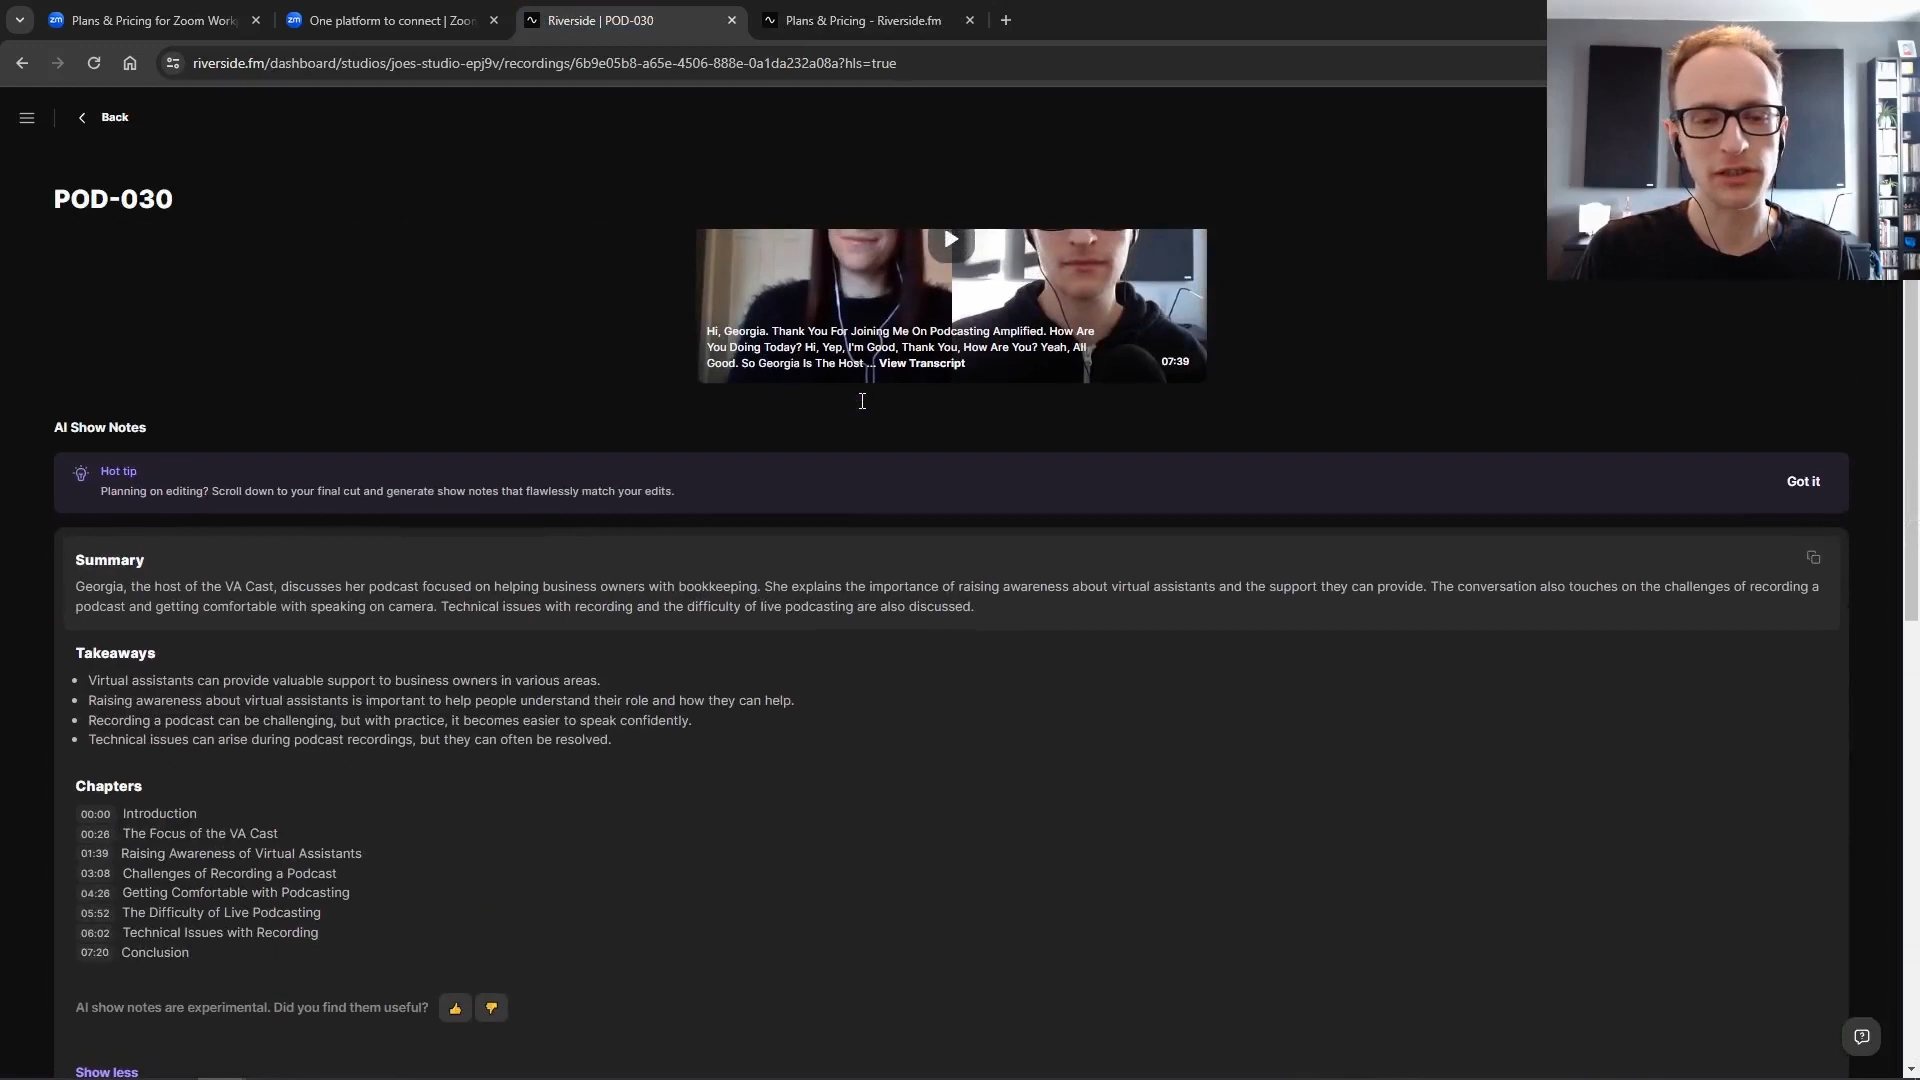 Plans & Pricing for Zoom Work
One platform to connect | Zoo
Riverside | POD-030
Plans & Pricing - Riverside.fm
riverside.fm/dashboard/studios/joes-studio-epj9v/recordings/6b9e05b8-a65e-4506-888e-0a1da232a08a?hls=true
Back
POD-030
Hi, Georgia. Thank You For Joining Me On Podcasting Amplified. How Are
You Doing Today? Hi, Yep, I'm Good, Thank You, How Are You? Yeah, All
Good. So Georgia Is The Host ... View Transcript
07:39
AI Show Notes
Hot tip
Planning on editing? Scroll down to your final cut and generate show notes that flawlessly match your edits.
Got it
Summary
Georgia, the host of the VA Cast, discusses her podcast focused on helping business owners with bookkeeping. She explains the importance of raising awareness about virtual assistants and the support they can provide. The conversation also touches on the challenges of recording a
podcast and getting comfortable with speaking on camera. Technical issues with recording and the difficulty of live podcasting are also discussed.
Takeaways
• Virtual assistants can provide valuable support to business owners in various areas.
• Raising awareness about virtual assistants is important to help people understand their role and how they can help.
• Recording a podcast can be challenging, but with practice, it becomes easier to speak confidently.
• Technical issues can arise during podcast recordings, but they can often be resolved.
Chapters
00:00 Introduction
00:26 The Focus of the VA Cast
01:39 Raising Awareness of Virtual Assistants
03:08 Challenges of Recording a Podcast
04:26 Getting Comfortable with Podcasting
05:52 The Difficulty of Live Podcasting
06:02 Technical Issues with Recording
07:20 Conclusion
AI show notes are experimental. Did you find them useful?
Show less